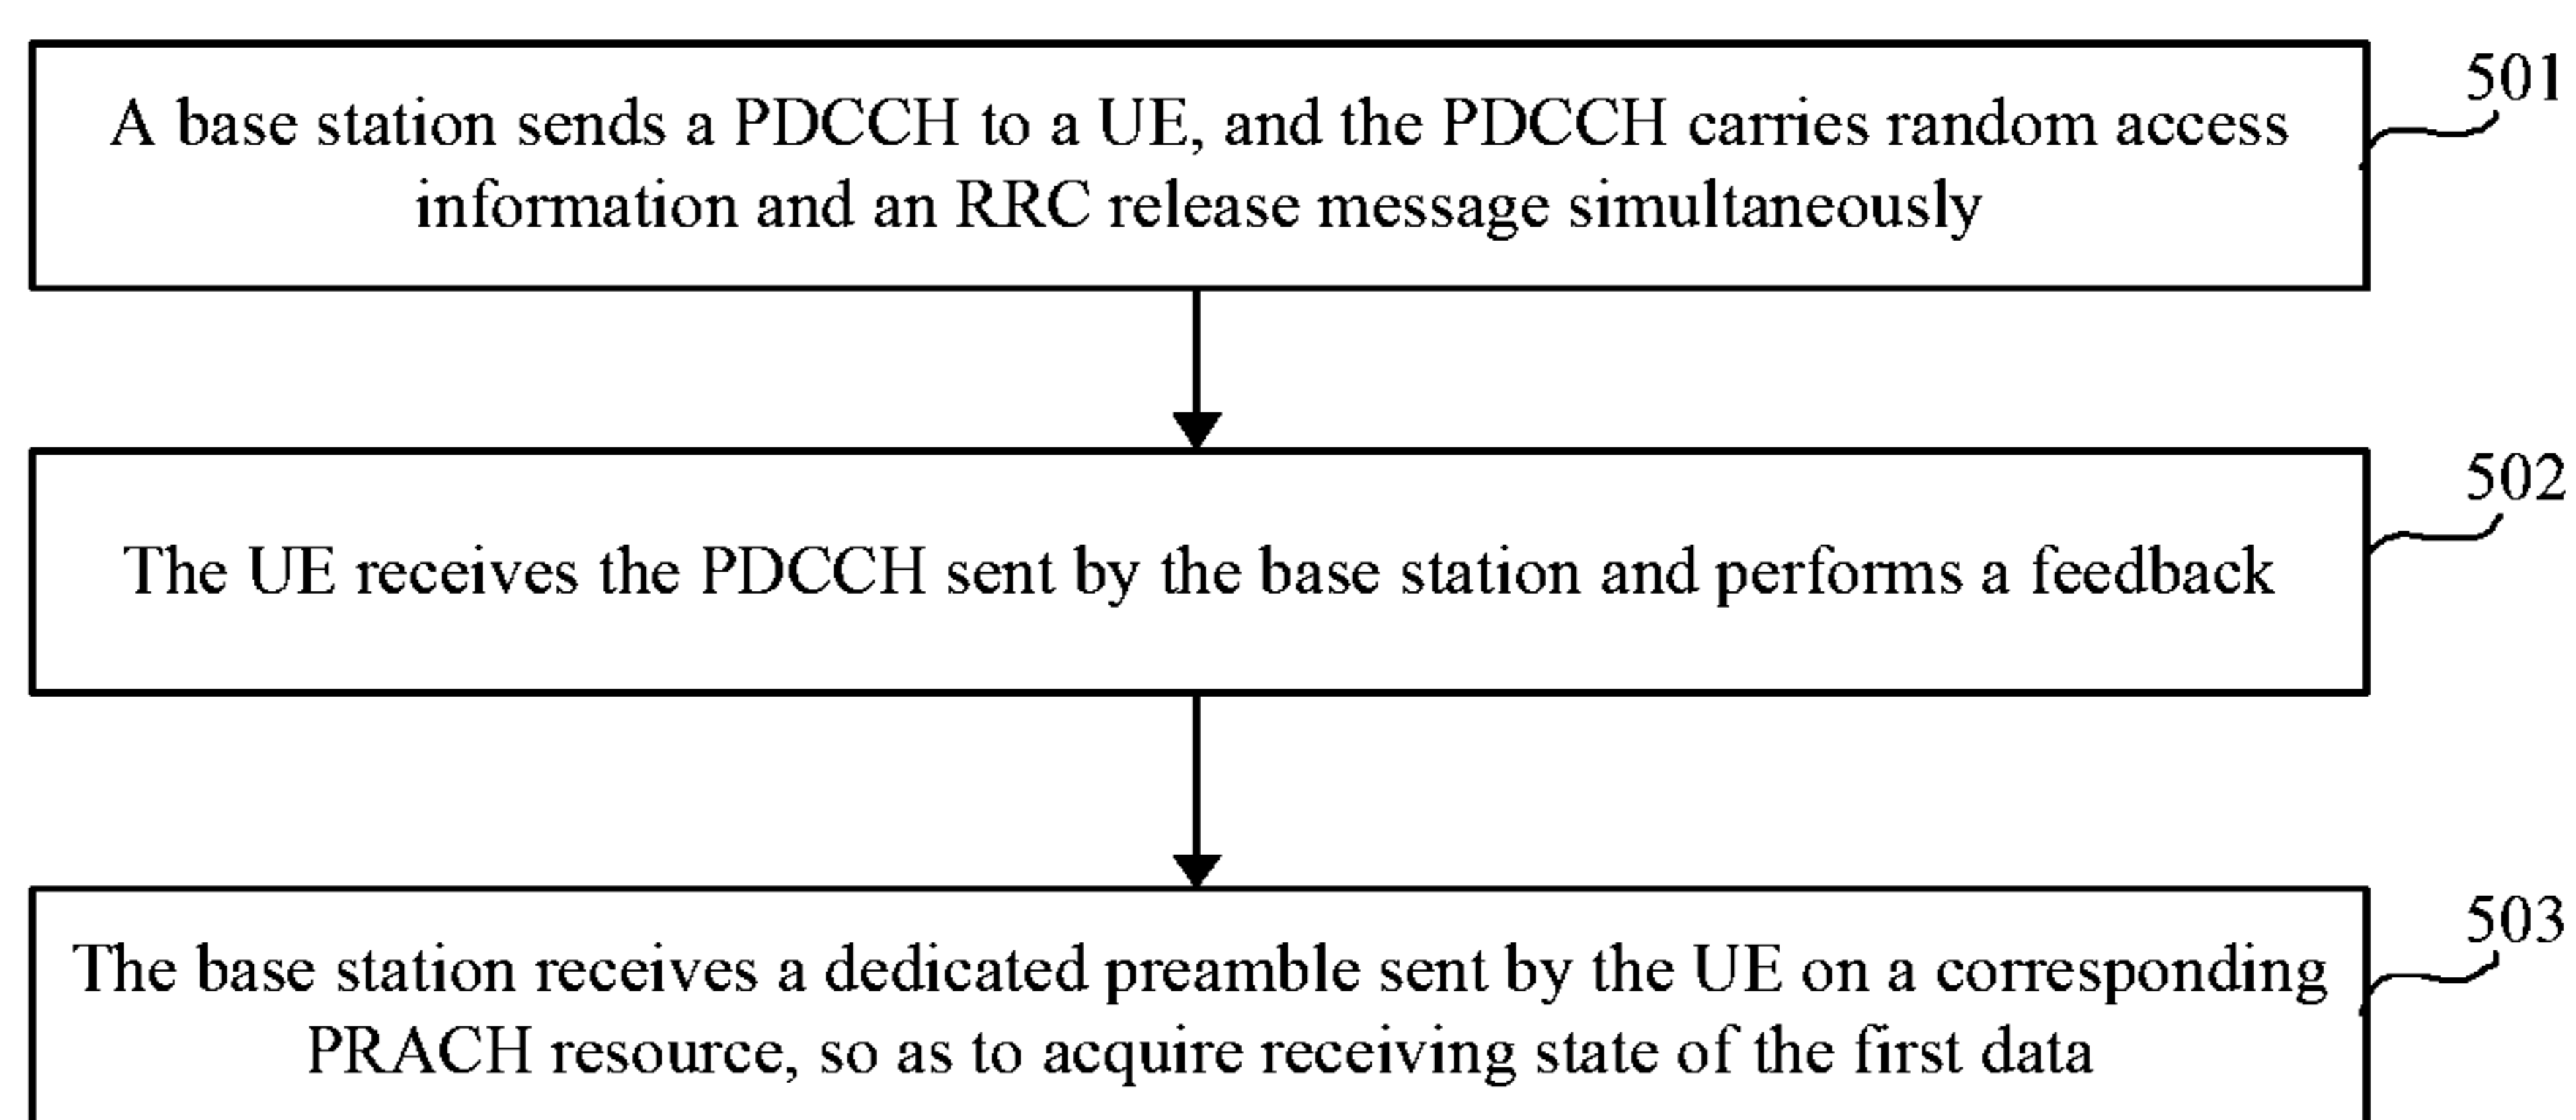 501
A base station sends a PDCCH to a UE, and the PDCCH carries random access
information and an RRC release message simultaneously
502
The UE receives the PDCCH sent by the base station and performs a feedback
503
The base station receives a dedicated preamble sent by the UE on a corresponding
PRACH resource, so as to acquire receiving state of the first data